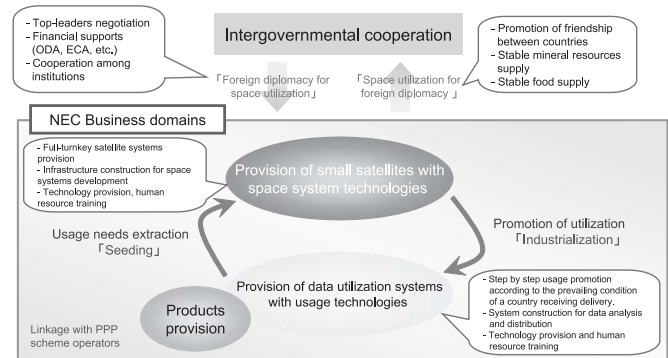 - Top-leaders negotiation
- Financial supports
(ODA, ECA, etc.)
- Cooperation among
institutions
Intergovernmental cooperation
- Promotion of friendship
between countries
- Stable mineral resources
supply
- Stable food supply
「Foreign diplomacy for
space utilization」
「Space utilization for
foreign diplomacy 」
NEC Business domains
- Full-turnkey satellite systems
provision
- Infrastructure construction for space
systems development
- Technology provision, human
resource training
Provision of small satellites with
space system technologies
Usage needs extraction
「Seeding」
Promotion of utilization
「Industrialization」
Provision of data utilization systems
with usage technologies
Products
provision
- Step by step usage promotion
according to the prevailing condition
of a country receiving delivery.
- System construction for data analysis
and distribution
- Technology provision and human
resource training
Linkage with PPP
scheme operators